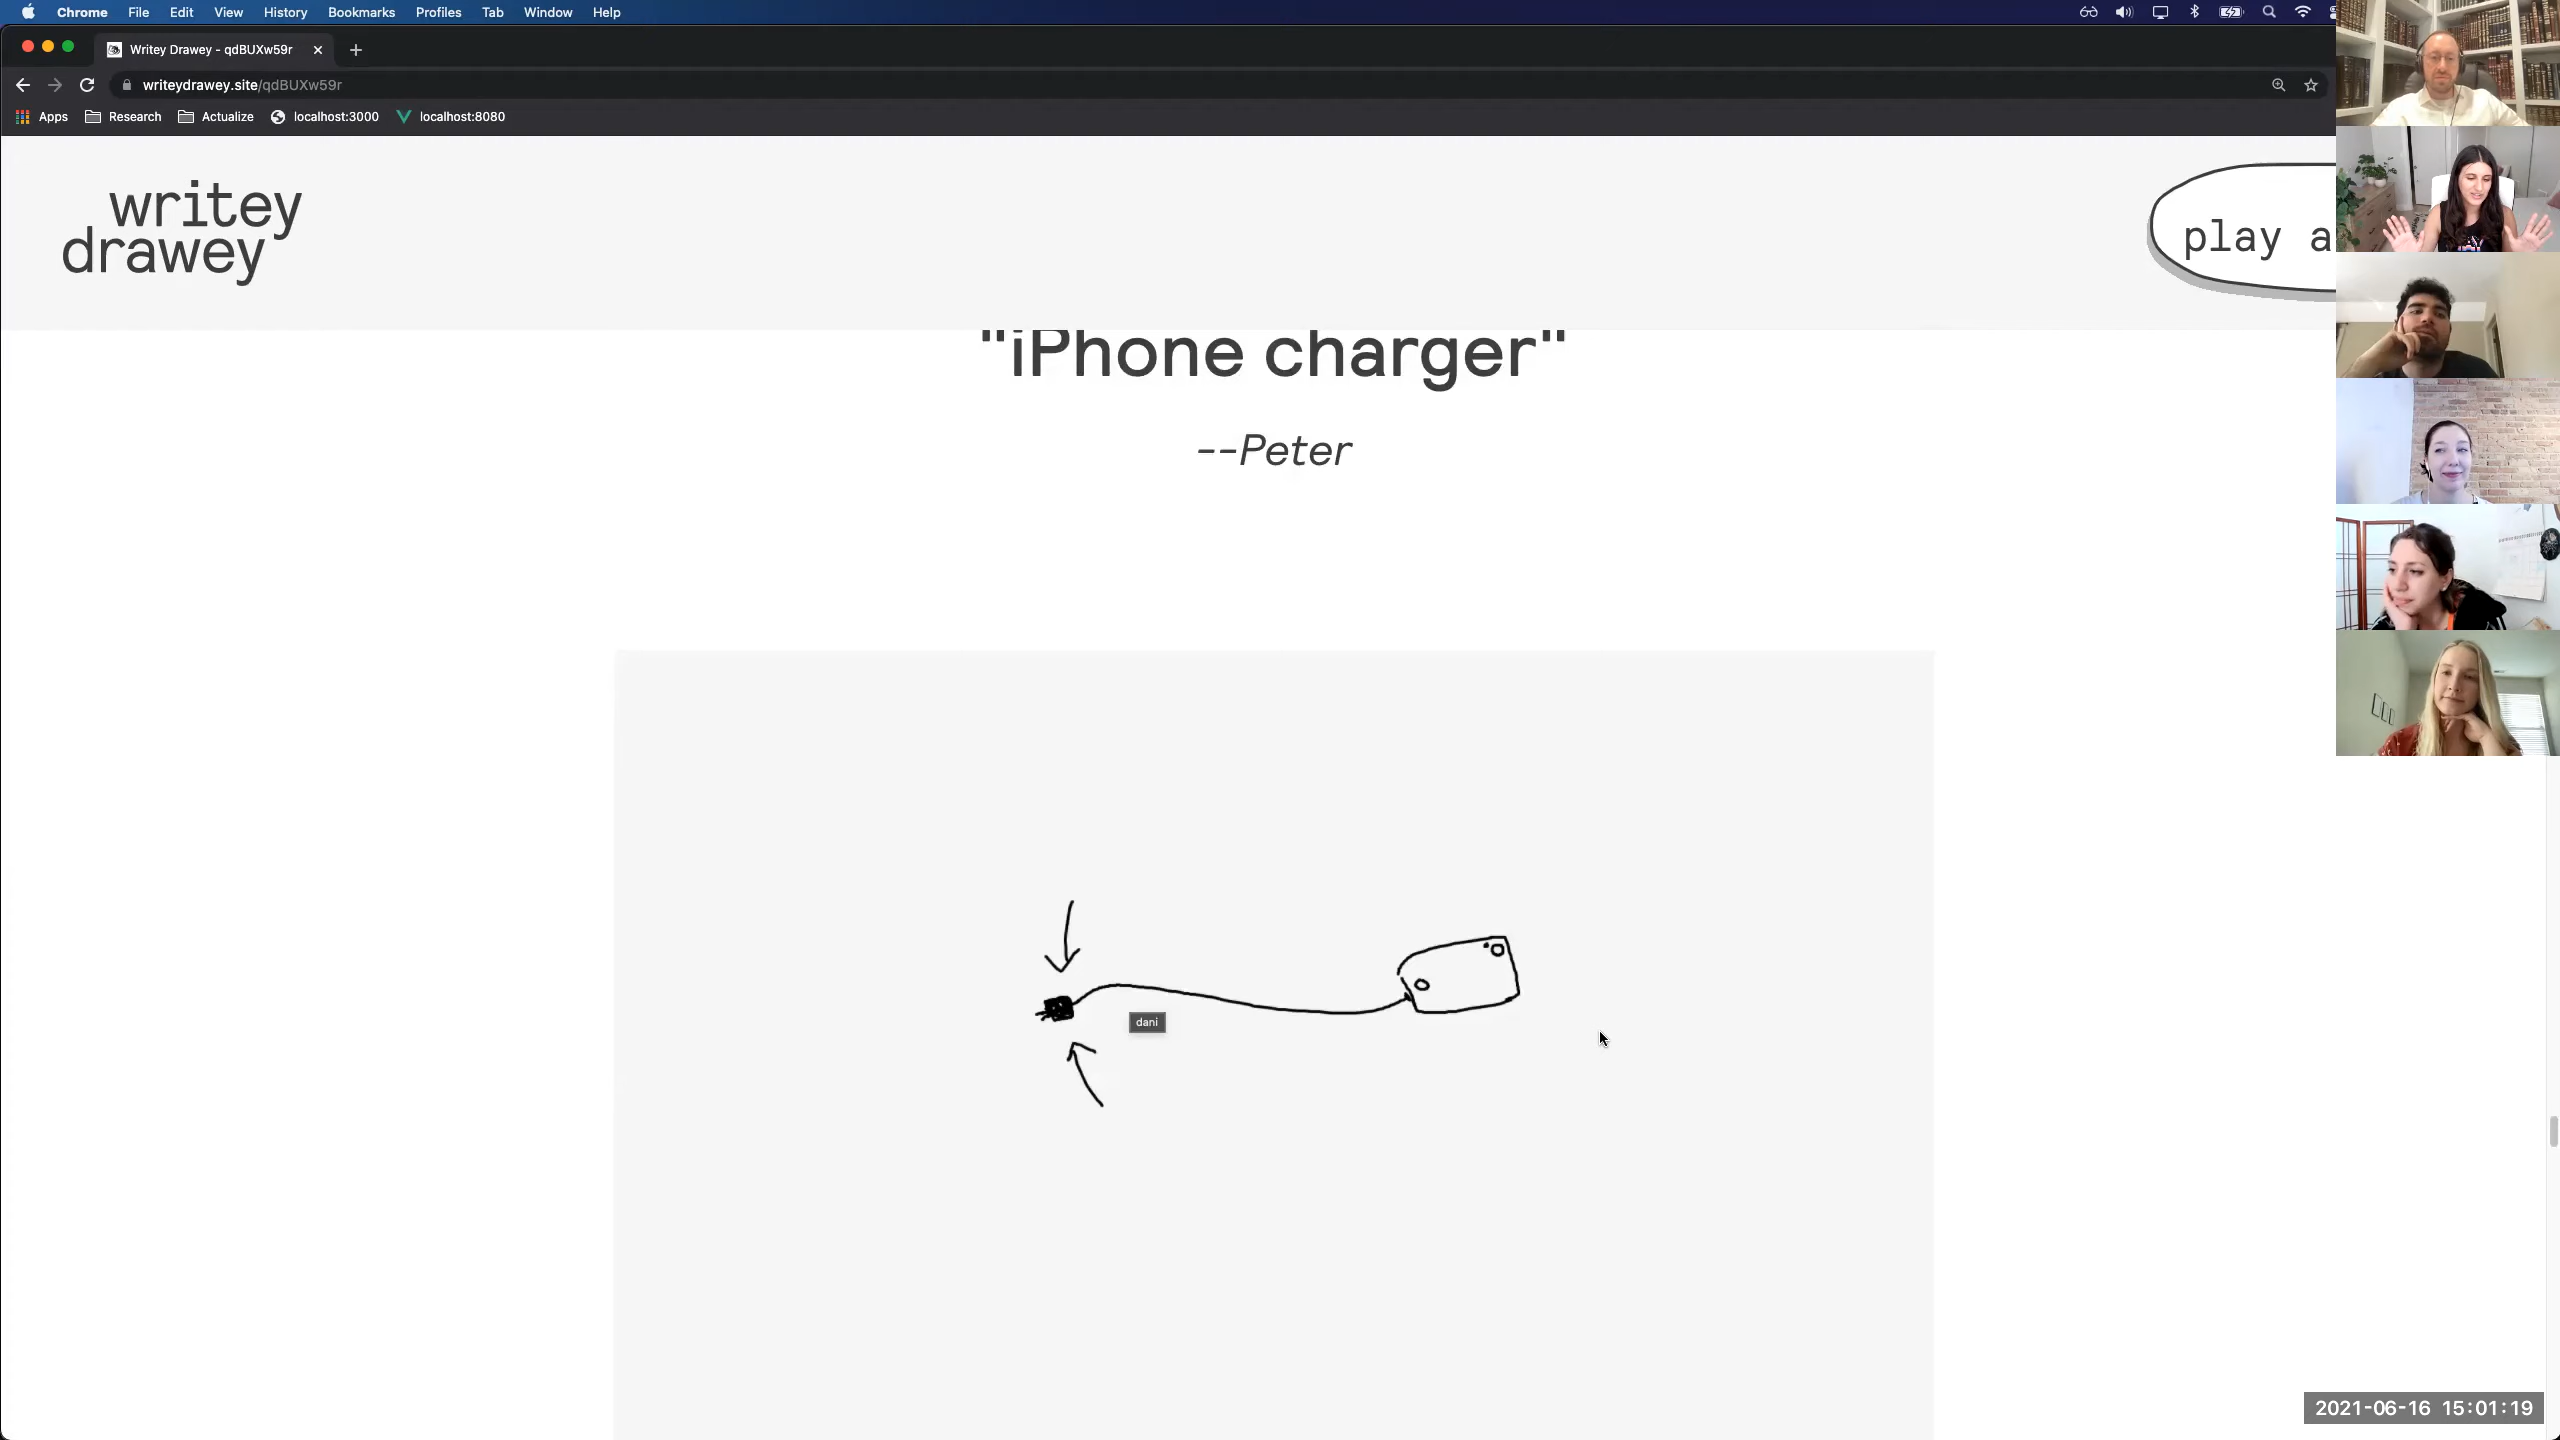 Chrome File Edit View History Bookmarks Profiles Tab Window Help
Writey Drawey - qdBUXw59r
writeydrawey.site/qdBUXw59r
Apps Research Actualize localhost:3000 localhost:8080
writey
drawey
play a
"iPhone charger"
--Peter
dani
2021-06-16 15:01:19